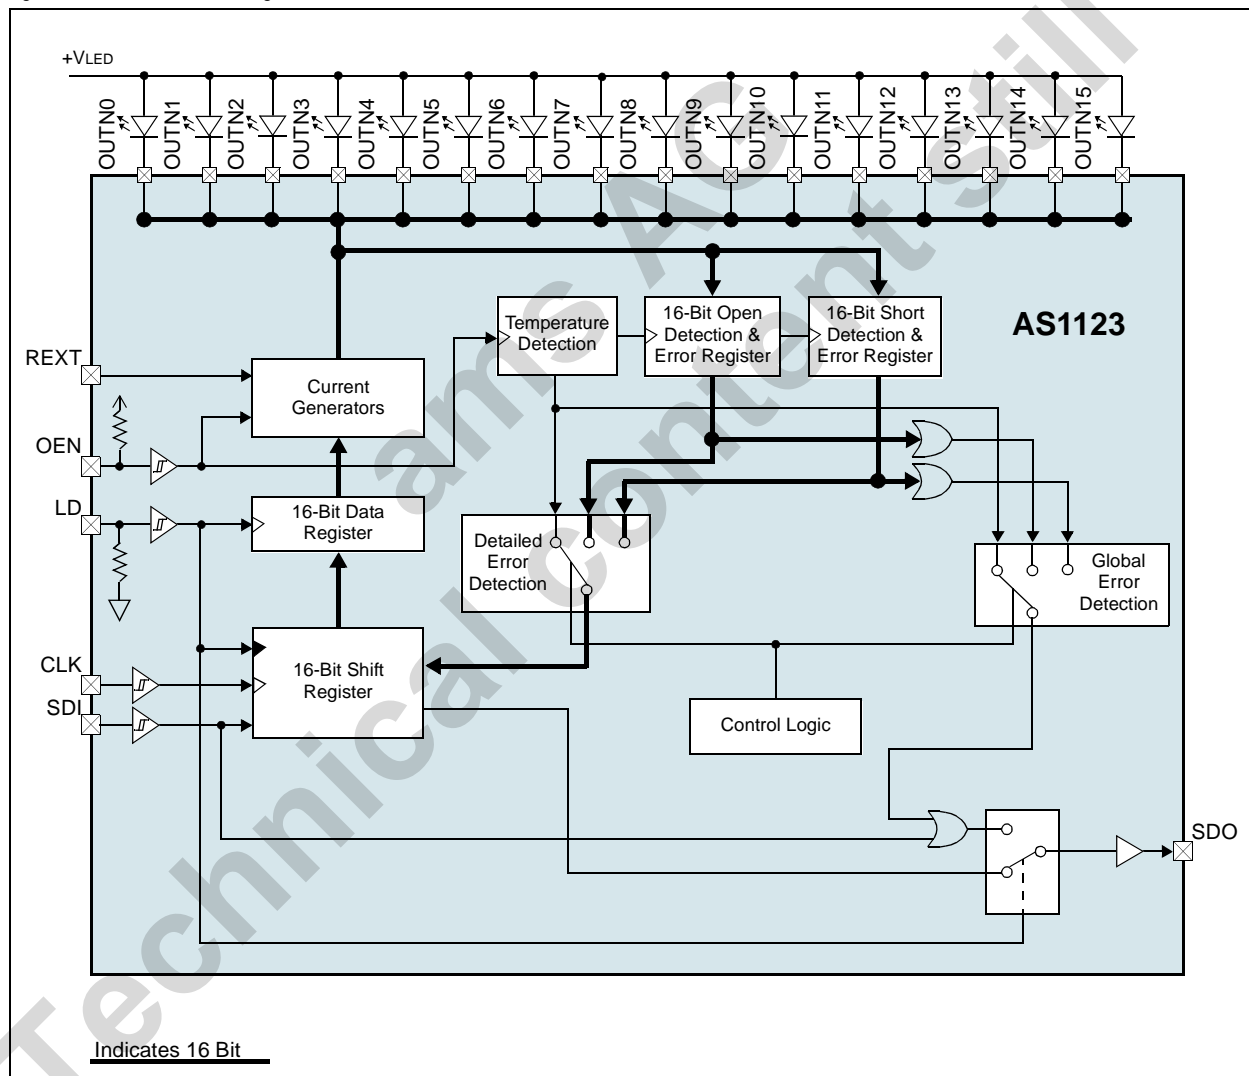 +VLED
OUTN0
OUTN1
OUTN2
OUTN3
OUTN4
OUTN5
OUTN6
OUTN7
OUTN8
OUTN9
OUTN10
OUTN11
OUTN12
OUTN13
OUTN14
OUTN15
AS1123
Temperature
Detection
16-Bit Open
Detection &
Error Register
16-Bit Short
Detection &
Error Register
REXT
Current
Generators
OEN
LD
16-Bit Data
Register
Detailed
Error
Detection
Global
Error
Detection
CLK
SDI
16-Bit Shift
Register
Control Logic
SDO
Indicates 16 Bit
ams AG
Technical content still